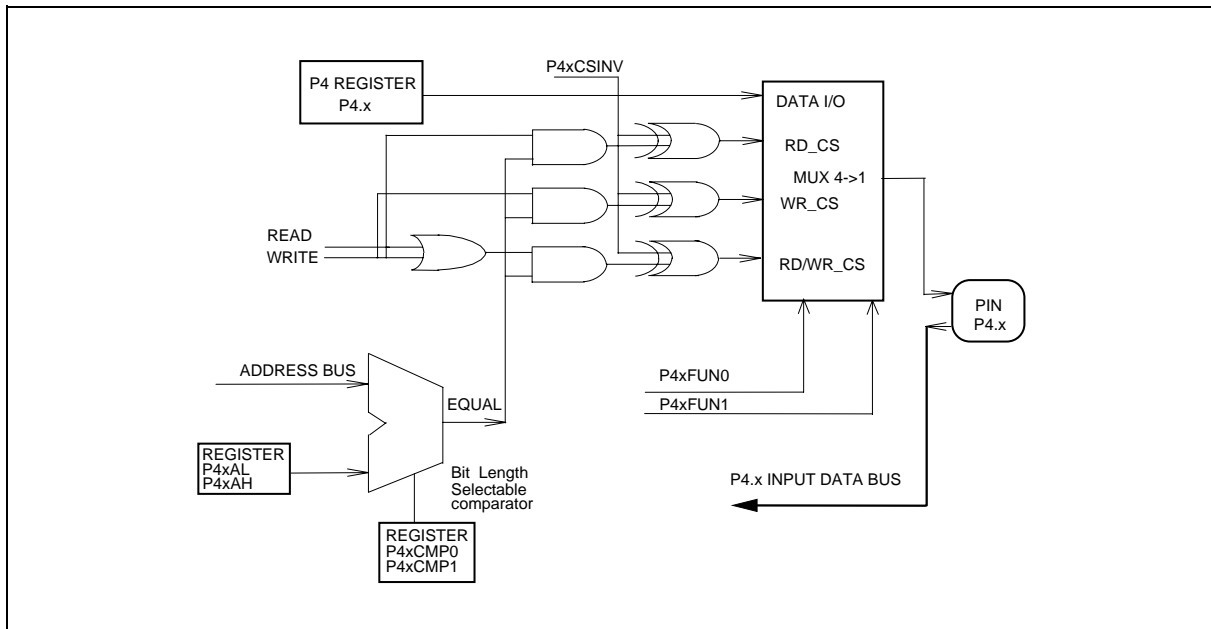 P4xCSINV
P4 REGISTER
P4.x
DATA I/O
RD_CS
MUX 4->1
WR_CS
READ
WRITE
RD/WR_CS
PIN
P4.x
ADDRESS BUS
P4xFUN0
EQUAL
P4xFUN1
REGISTER
P4xAL
P4xAH
Bit Length
Selectable
comparator
P4.x INPUT DATA BUS
REGISTER
P4xCMP0
P4xCMP1